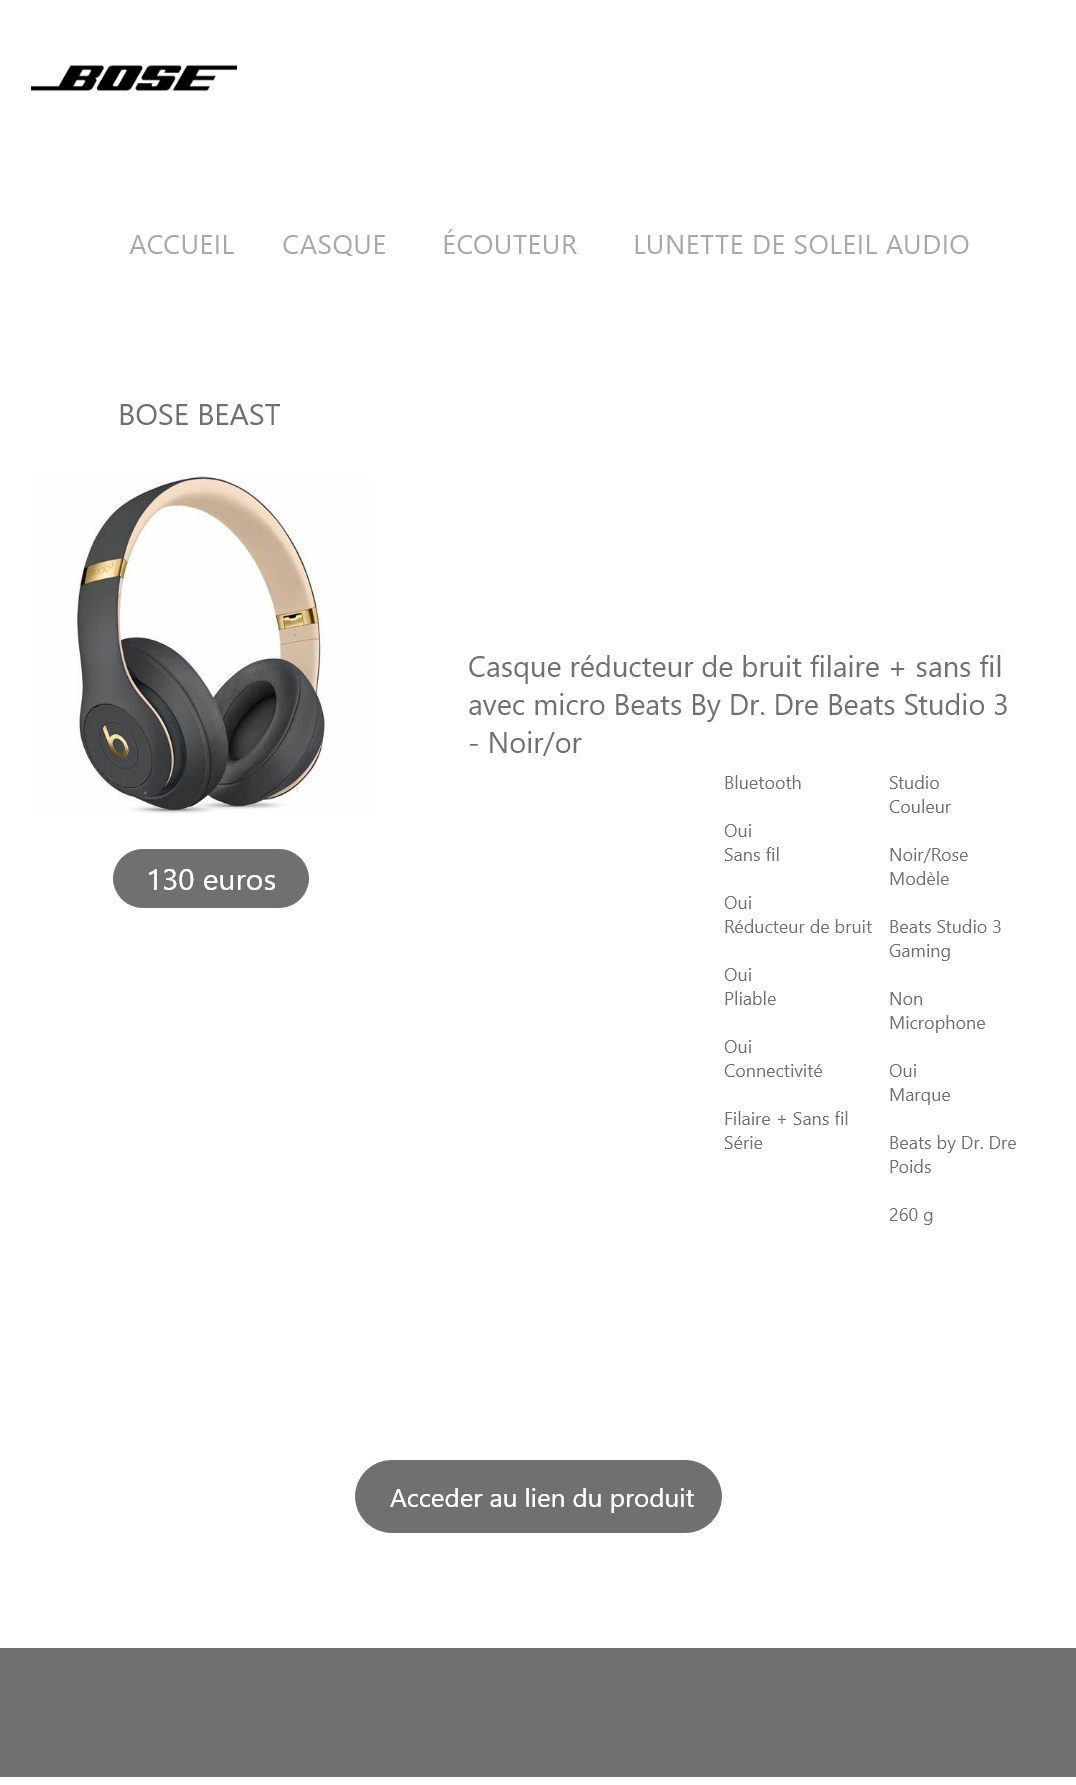 BOSE
ACCUEIL CASQUE ÉCOUTEUR LUNETTE DE SOLEIL AUDIO
BOSE BEAST
Casque réducteur de bruit filaire + sans fil
avec micro Beats By Dr. Dre Beats Studio 3
- Noir/or
130 euros
Bluetooth
Oui
Sans fil
Oui
Réducteur de bruit
Oui
Pliable
Oui
Connectivité
Filaire + Sans fil
Série
Studio
Couleur
Noir/Rose
Modèle
Beats Studio 3
Gaming
Non
Microphone
Oui
Marque
Beats by Dr. Dre
Poids
260 g
Acceder au lien du produit